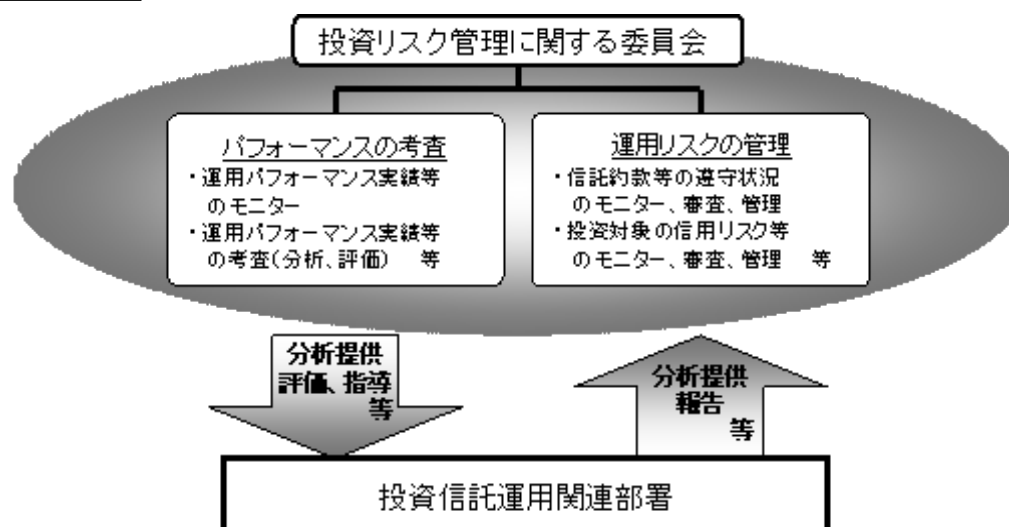 投資リスク管理に関する委員会
パフォーマンスの考査
・運用パフォーマンス実績等
のモニター
・運用パフォーマンス実績等
の考査(分析、評価) 等
運用リスクの管理
・信託約款等の遵守状況
のモニター、審査、管理
・投資対象の信用リスク等
のモニター、審査、管理 等
分析提供
評価、指導
等
分析提供
報告
等
投資信託運用関連部署